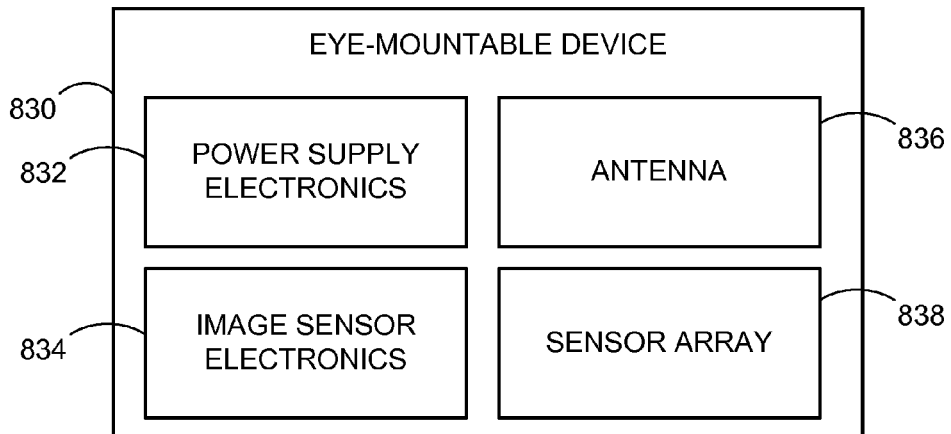 EYE-MOUNTABLE DEVICE
830
832
POWER SUPPLY
ELECTRONICS
ANTENNA
836
834
IMAGE SENSOR
ELECTRONICS
SENSOR ARRAY
838